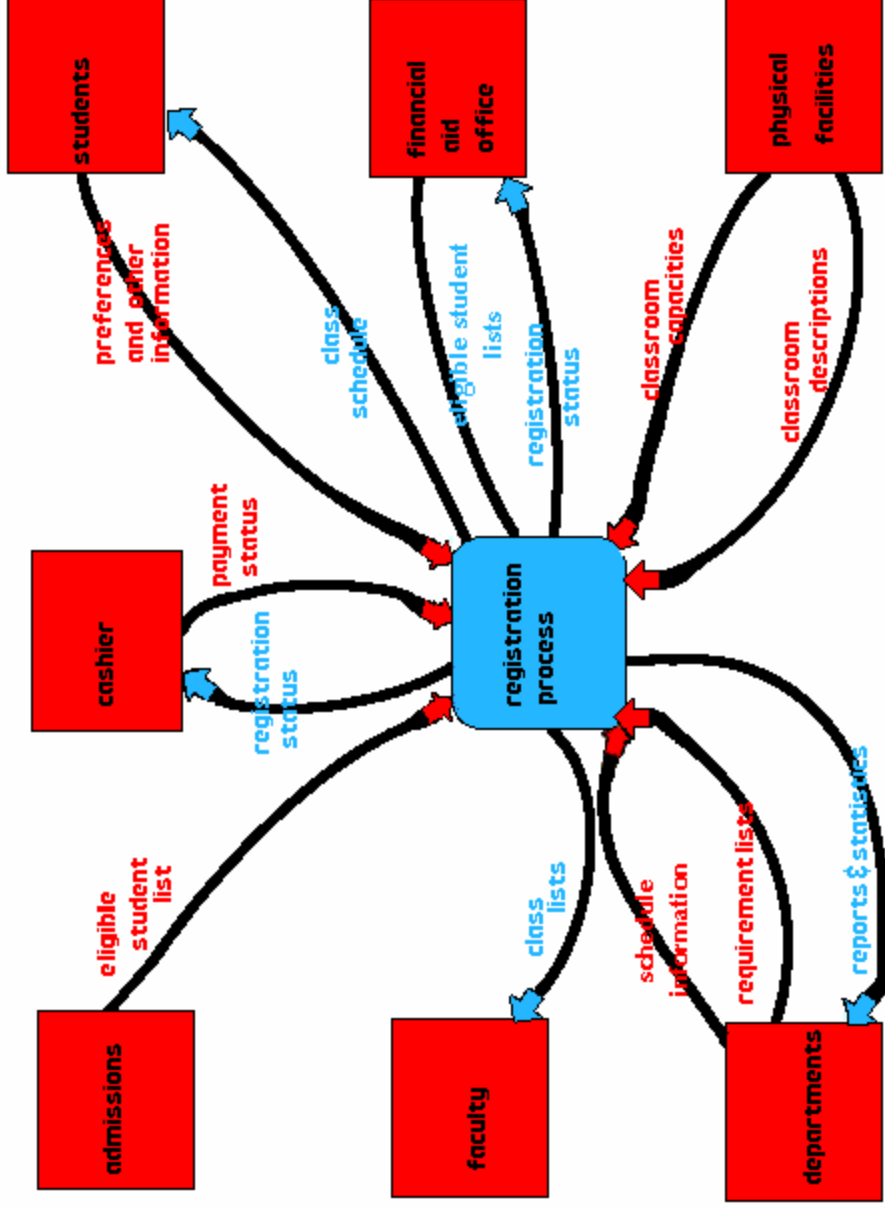 admissions
eligible
student
list
cashier
registration
status
payment
status
students
preferences
and other
information
class
schedule
faculty
class
lists
registration
process
financial
aid
office
eligible student
lists
registration
status
departments
schedule
information
requirement lists
reports & statistics
physical
facilities
classroom
capacities
classroom
descriptions